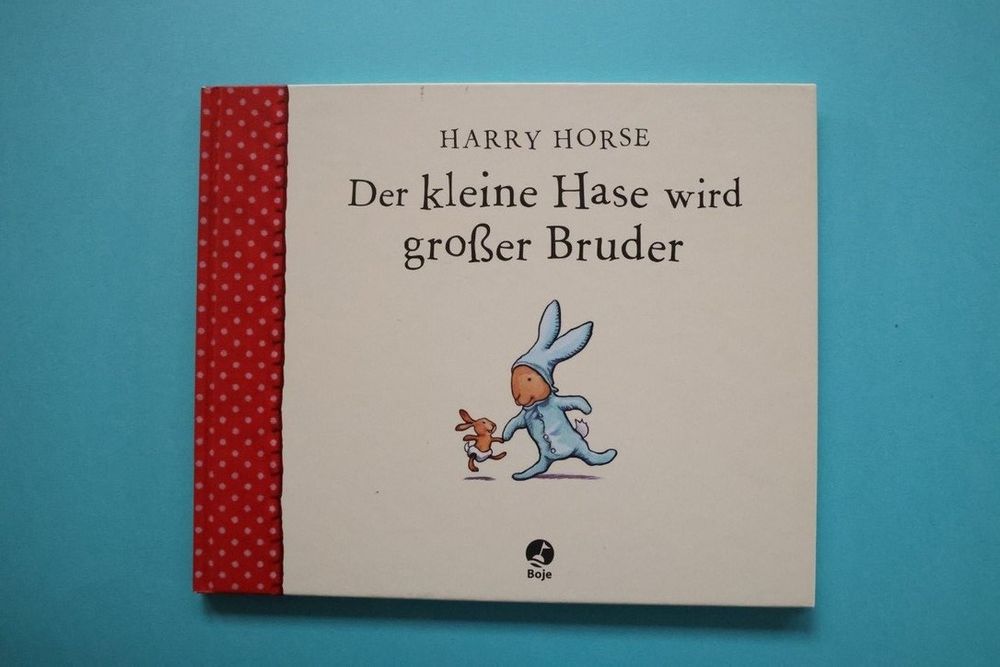 HARRY HORSE
Der kleine Hase wird
großer Bruder
Boje